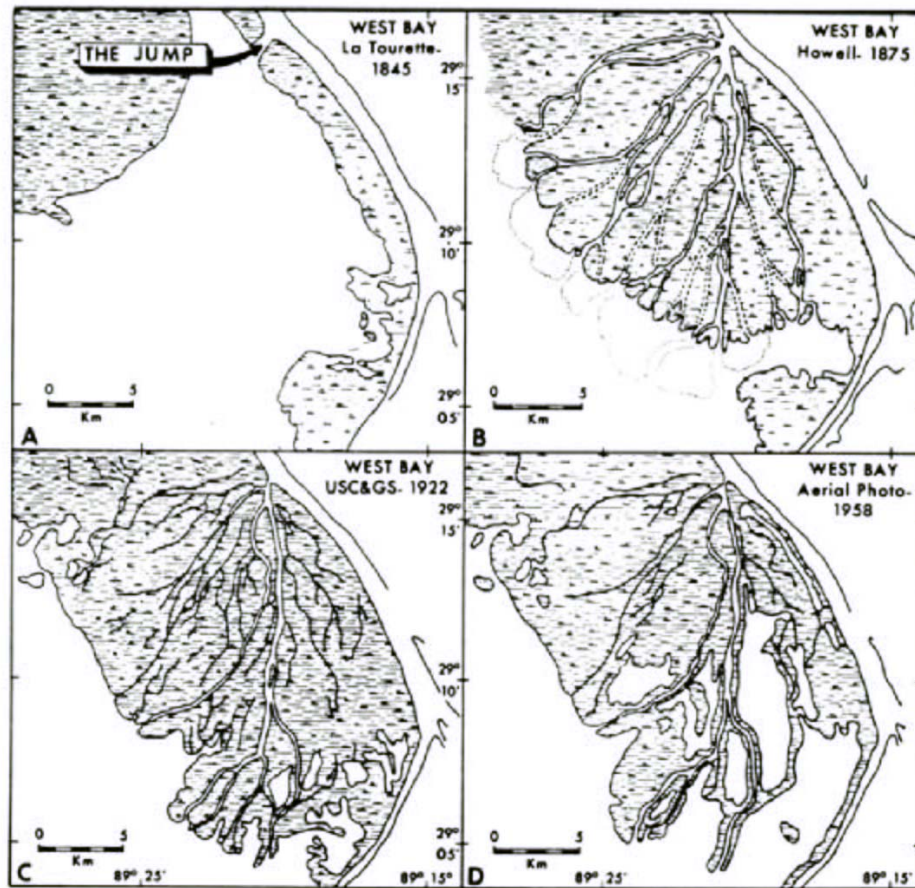 THE JUMP
WEST BAY
La Tourette-
1845
29°
15'
29°
10'
29°
05'
0 5
Km
A
WEST BAY
Howell- 1875
0 5
Km
B
WEST BAY
USC&GS- 1922
29°
15'
29°
10'
29°
05'
0 5
Km
C
89° 25'
89° 15'
WEST BAY
Aerial Photo-
1958
0 5
Km
D
89° 25'
89° 15'